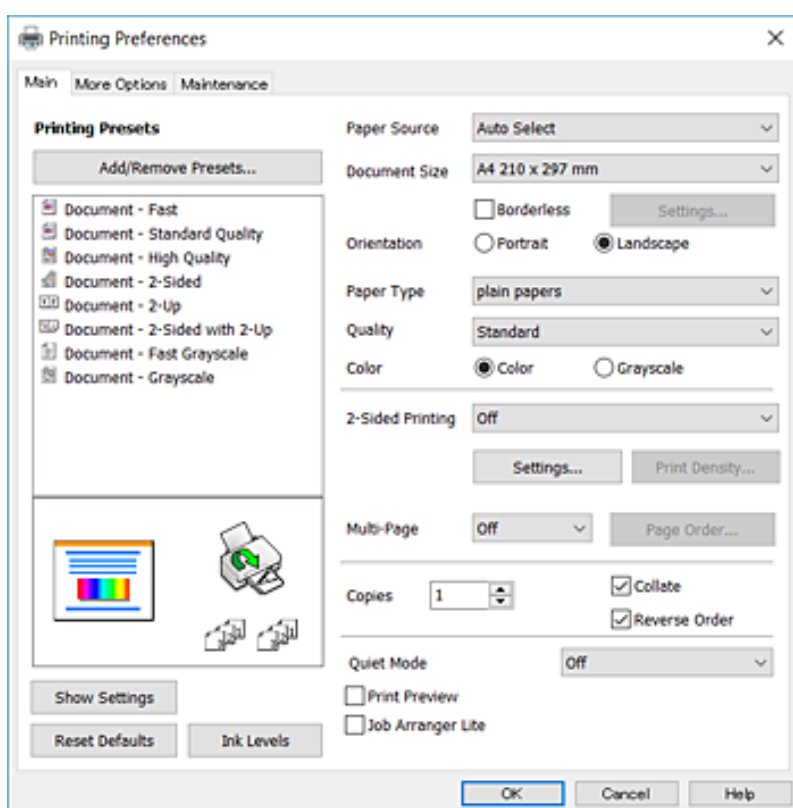 Printing Preferences
Main More Options Maintenance
Printing Presets
Add/Remove Presets...
Document - Fast
Document - Standard Quality
Document - High Quality
Document - 2-Sided
Document - 2-Up
Document - 2-Sided with 2-Up
Document - Fast Grayscale
Document - Grayscale
Show Settings
Reset Defaults Ink Levels
Paper Source Auto Select
Document Size A4 210 x 297 mm
Borderless Settings...
Orientation Portrait Landscape
Paper Type plain papers
Quality Standard
Color Color Grayscale
2-Sided Printing Off
Settings... Print Density...
Multi-Page Off Page Order...
Copies 1 Collate
Reverse Order
Quiet Mode Off
Print Preview
Job Arranger Lite
OK Cancel Help